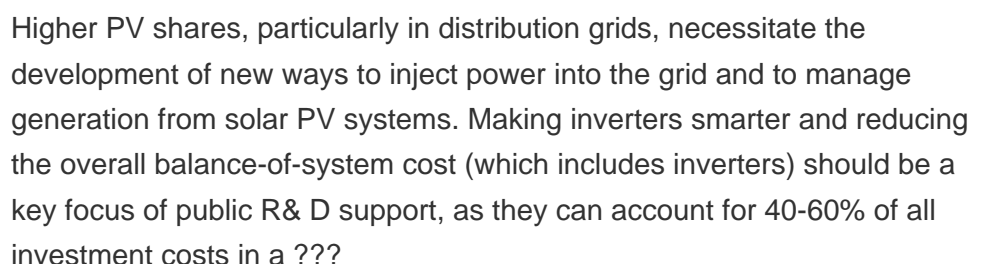 Higher PV shares, particularly in distribution grids, necessitate the
development of new ways to inject power into the grid and to manage
generation from solar PV systems. Making inverters smarter and reducing
the overall balance-of-system cost (which includes inverters) should be a
key focus of public R& D support, as they can account for 40-60% of all
investment costs in a ???